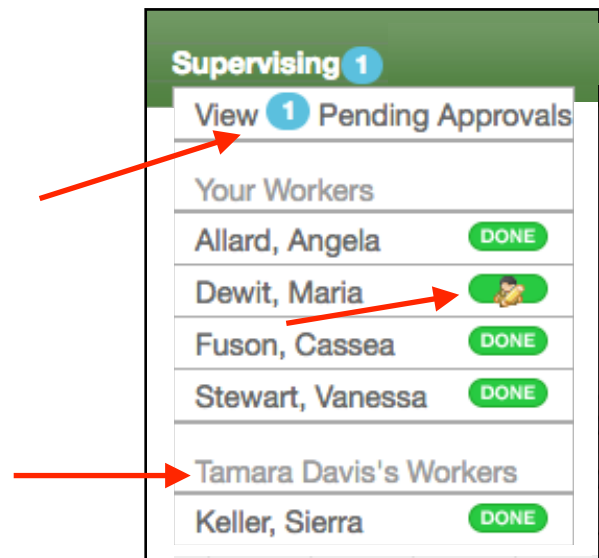 Supervising 1
View 1 Pending Approvals
Your Workers
Allard, Angela DONE
Dewit, Maria
Fuson, Cassea DONE
Stewart, Vanessa DONE
Tamara Davis's Workers
Keller, Sierra DONE